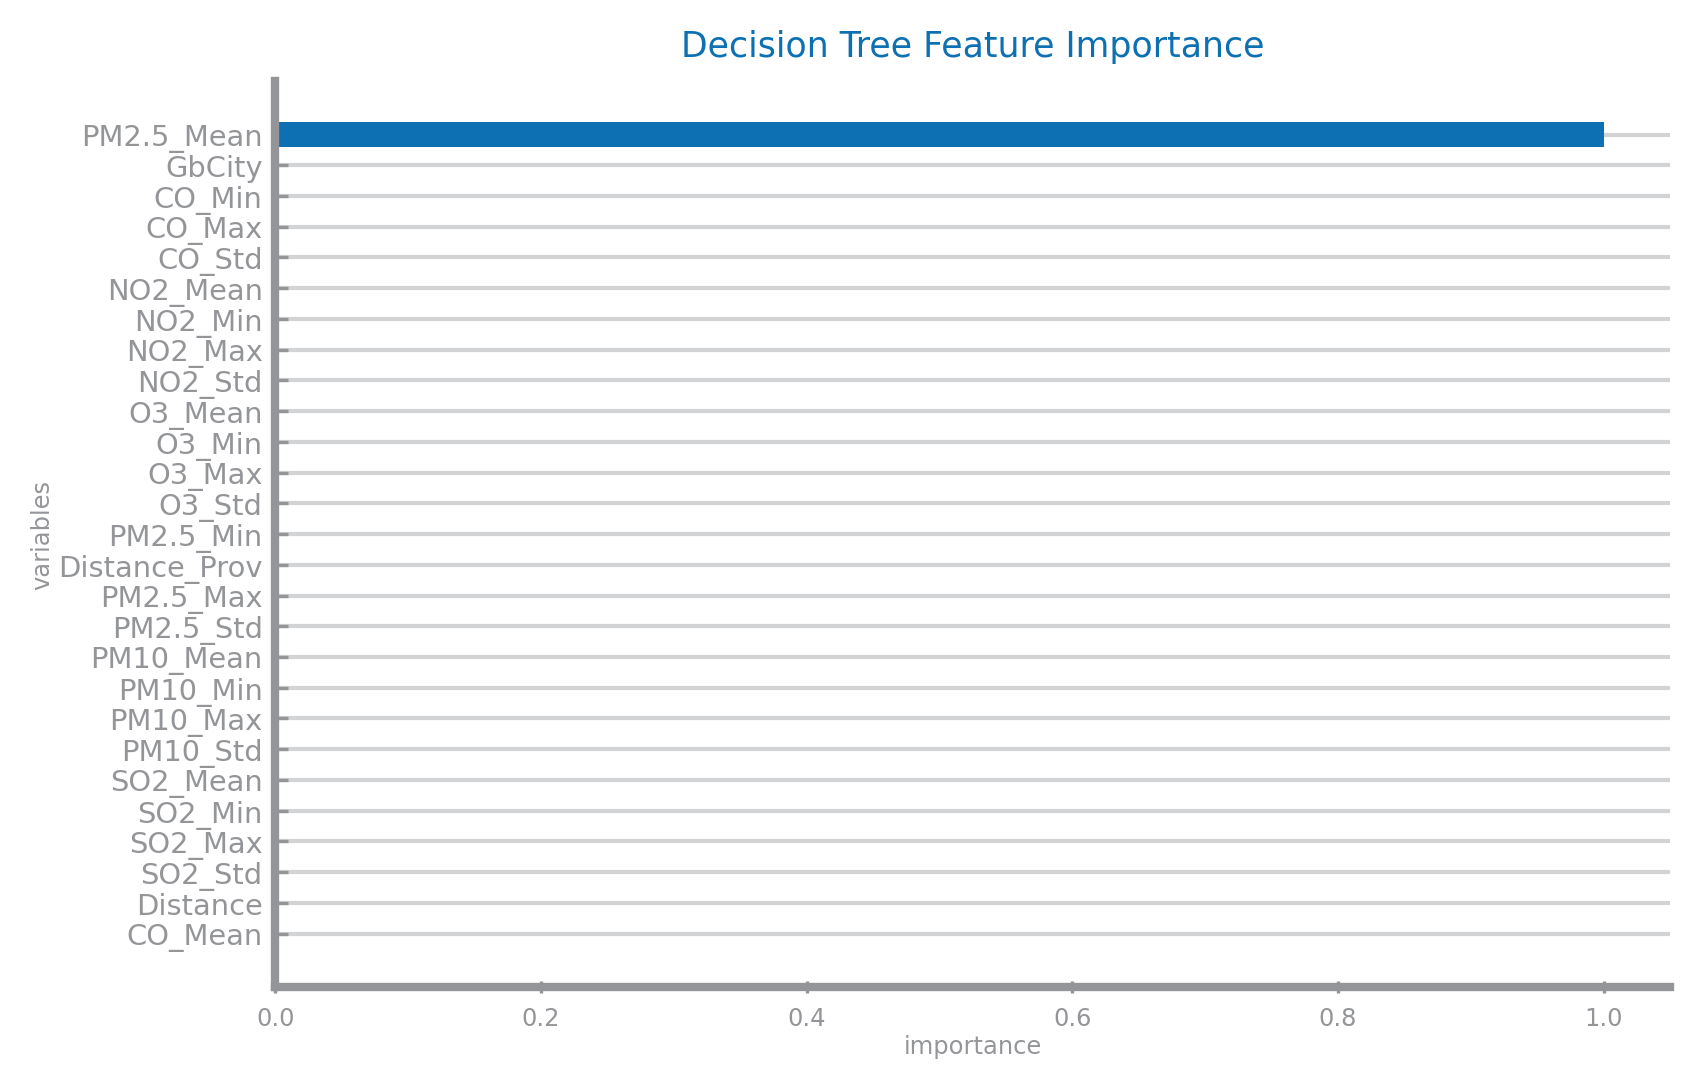 Decision Tree Feature Importance
PM2.5_Mean
GbCity
CO_Min
CO_Max
CO_Std
NO2_Mean
NO2_Min
NO2_Max
NO2_Std
O3_Mean
O3_Min
O3_Max
O3_Std
PM2.5_Min
Distance_Prov
PM2.5_Max
PM2.5_Std
PM10_Mean
PM10_Min
PM10_Max
PM10_Std
SO2_Mean
SO2_Min
SO2_Max
SO2_Std
Distance
CO_Mean
variables
0.0 0.2 0.4 0.6 0.8 1.0
importance